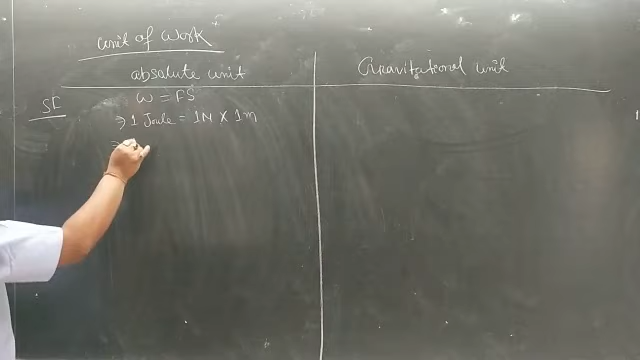 unit of work
absolute unit
Gravitational unit
SI
W = FS
⇒ 1 Joule = 1N × 1m
⇒